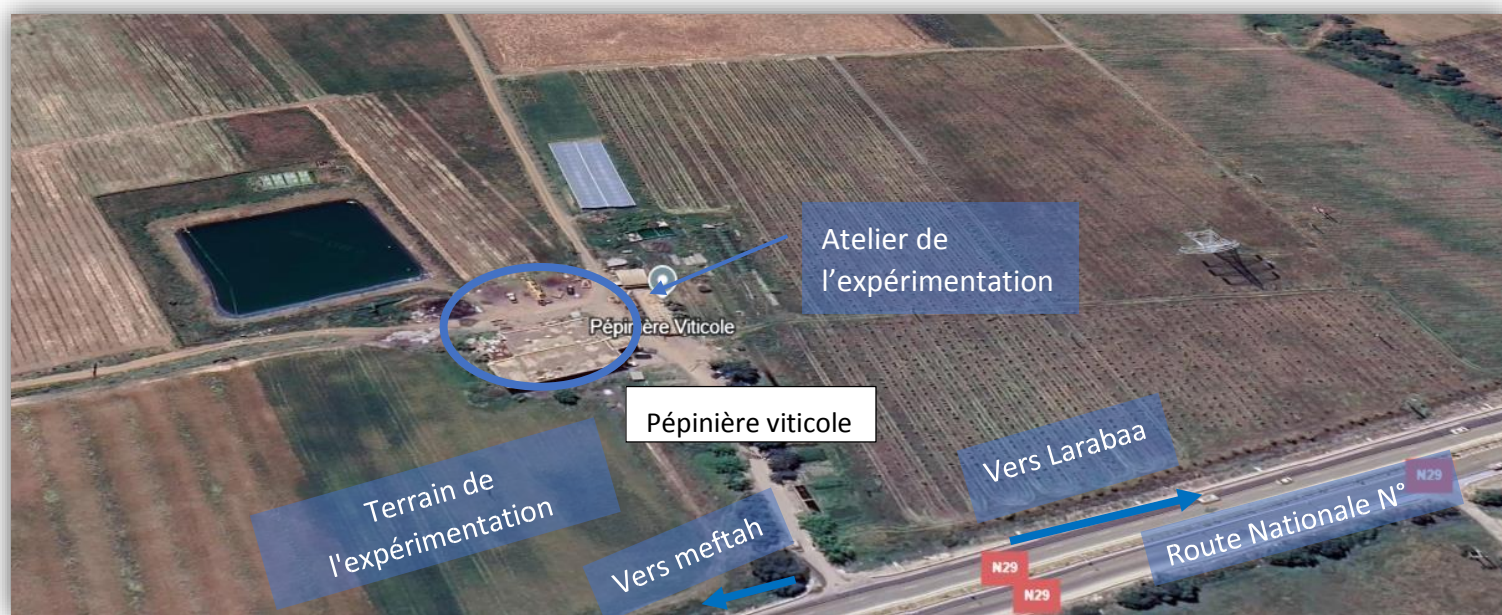 Atelier de
l’expérimentation
Pépinière Viticole
Pépinière viticole
Terrain de
l'expérimentation
Vers meftah
Vers Larabaa
Route Nationale N°
N29
N29
N29